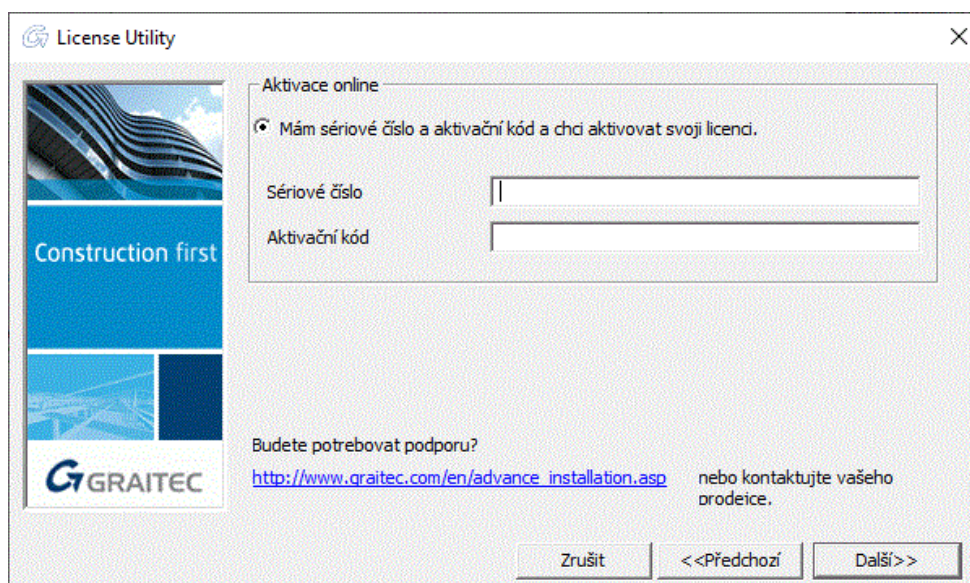 License Utility
Aktivace online
Mám sériové číslo a aktivační kód a chci aktivovat svoji licenci.
Sériové číslo
Aktivační kód
Construction first
GRAITEC
Budete potrebovat podporu?
http://www.graitec.com/en/advance_installation.asp
nebo kontaktujte vašeho
prodejce.
Zrušit
<<Předchozí
Další>>